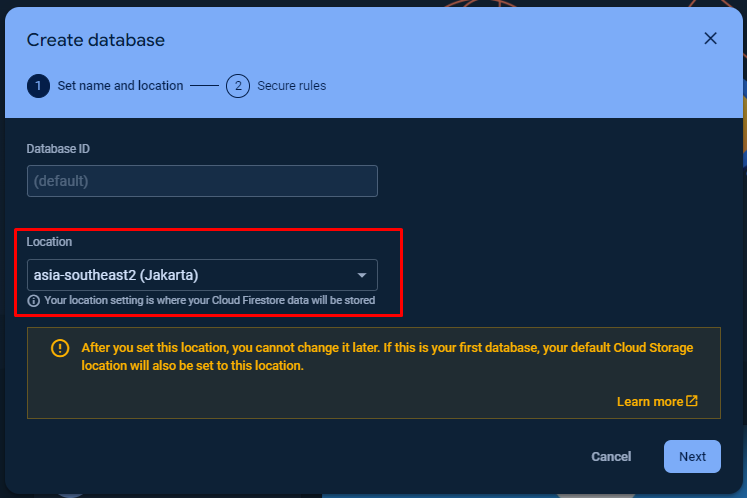 Create database
1 Set name and location 2 Secure rules
Database ID
(default)
Location
asia-southeast2 (Jakarta)
Your location setting is where your Cloud Firestore data will be stored
After you set this location, you cannot change it later. If this is your first database, your default Cloud Storage
location will also be set to this location.
Learn more
Cancel Next